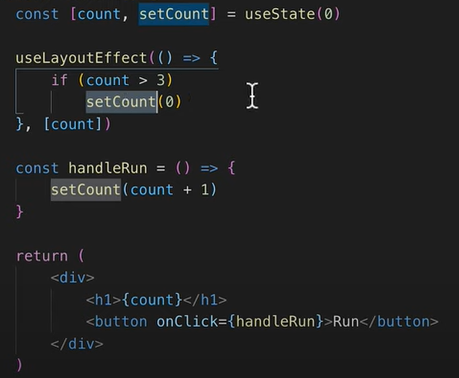 const [count, setCount] = useState(0)
useLayoutEffect(() => {
if (count > 3)
setCount(0)
}, [count])
const handleRun = () => {
setCount(count + 1)
}
return (
<div>
<h1>{count}</h1>
<button onClick={handleRun}>Run</button>
</div>
)